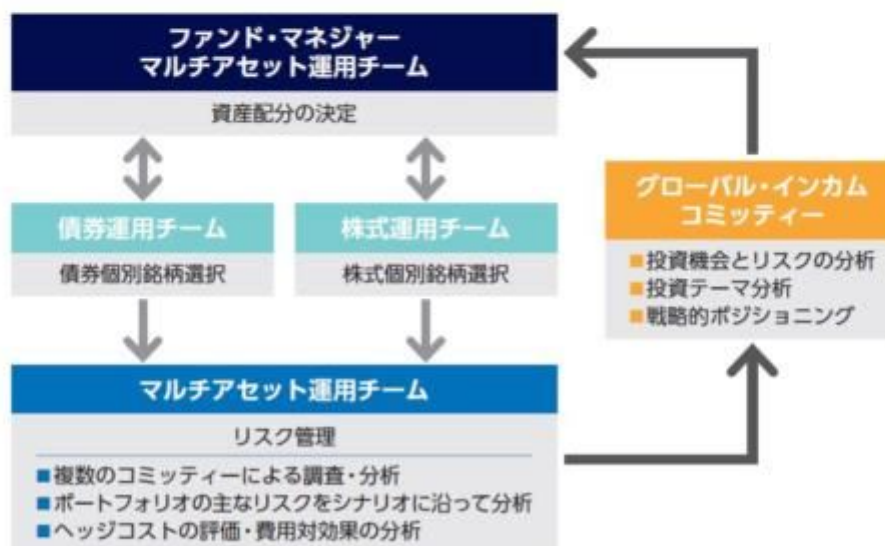 ファンド・マネジャー
マルチアセット運用チーム
資産配分の決定
債券運用チーム
債券個別銘柄選択
株式運用チーム
株式個別銘柄選択
マルチアセット運用チーム
リスク管理
■複数のコミッティーによる調査・分析
■ポートフォリオの主なリスクをシナリオに沿って分析
■ヘッジコストの評価・費用対効果の分析
グローバル・インカム
コミッティー
■投資機会とリスクの分析
■投資テーマ分析
■戦略的ポジショニング